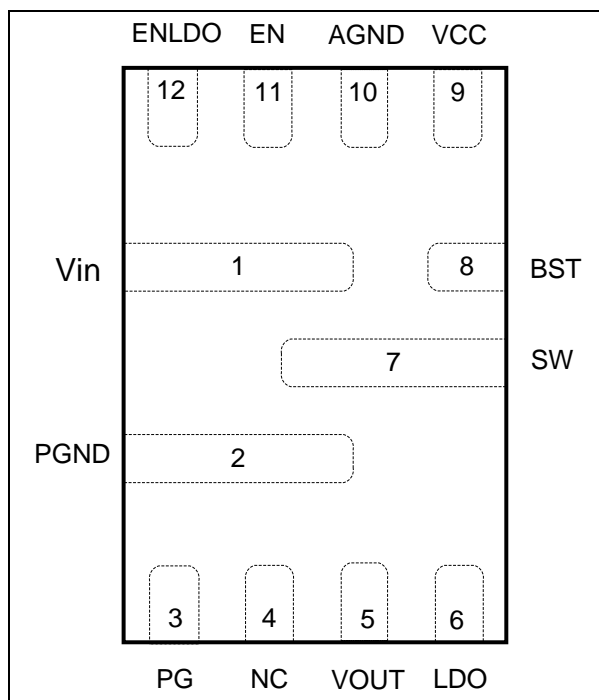 ENLDO EN AGND VCC
12 11 10 9
Vin 1 8 BST
7 SW
PGND 2
3 4 5 6
PG NC VOUT LDO